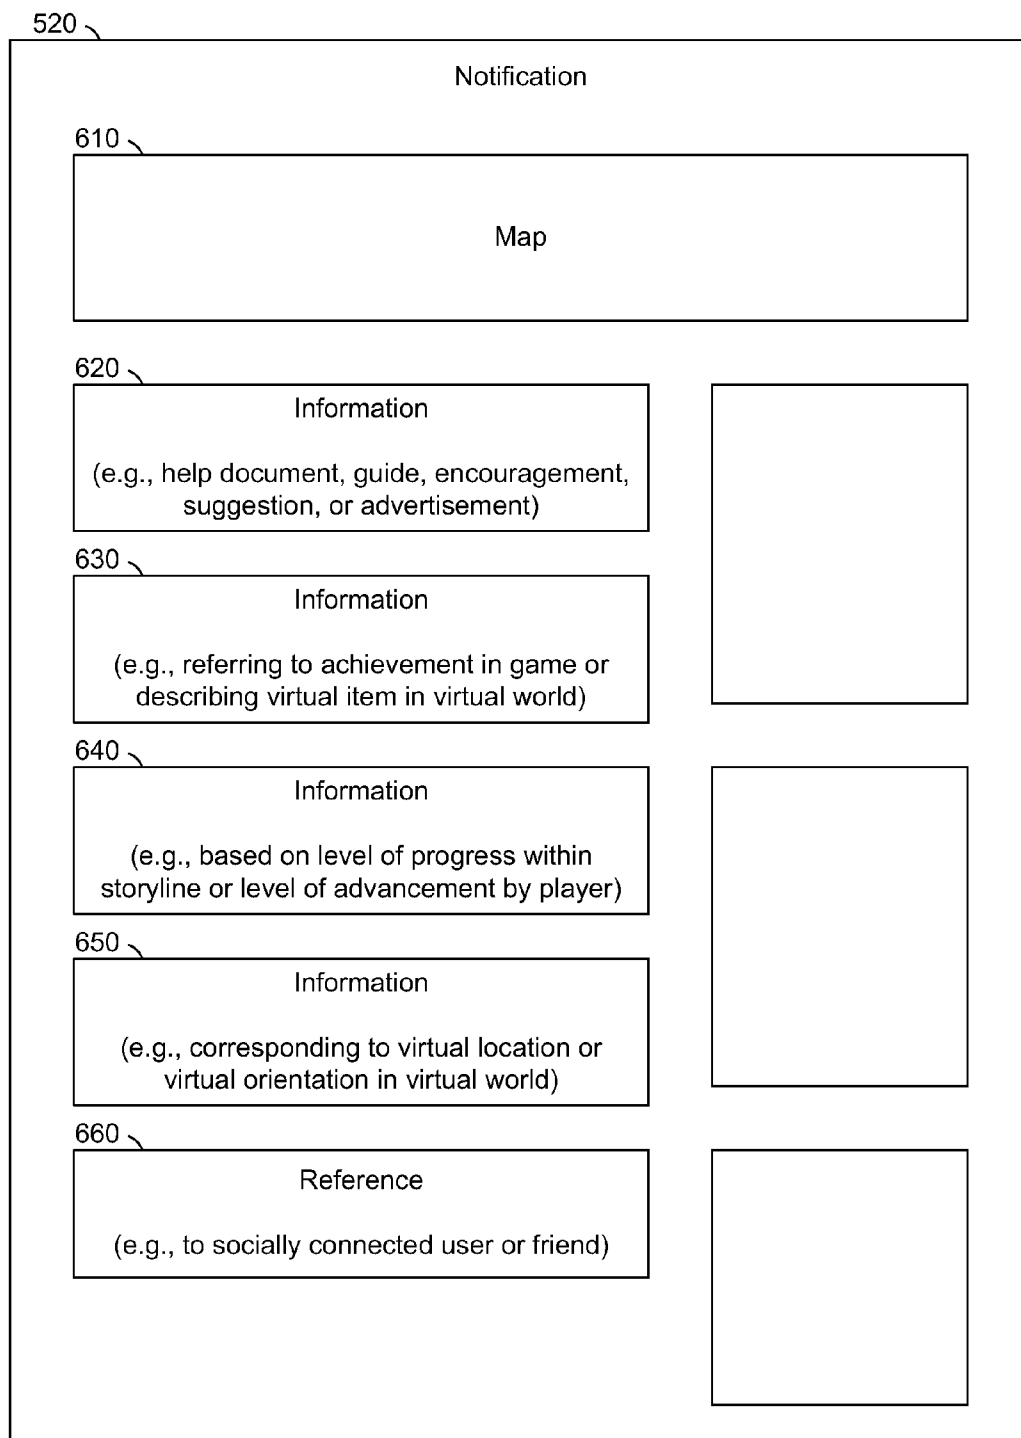 520
Notification
610
Map
620
Information
(e.g., help document, guide, encouragement,
suggestion, or advertisement)
630
Information
(e.g., referring to achievement in game or
describing virtual item in virtual world)
640
Information
(e.g., based on level of progress within
storyline or level of advancement by player)
650
Information
(e.g., corresponding to virtual location or
virtual orientation in virtual world)
660
Reference
(e.g., to socially connected user or friend)